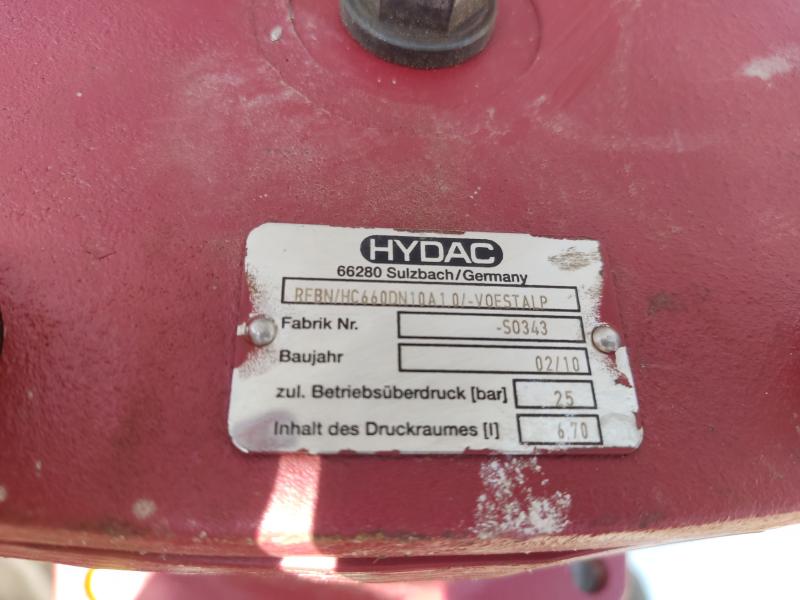 HYDAC
66280 Sulzbach/Germany
RFBN/HC660DN10A1.0/-VOESTALP
Fabrik Nr. -S0343
Baujahr 02/10
zul. Betriebsüberdruck [bar] 25
Inhalt des Druckraumes [l] 6.70